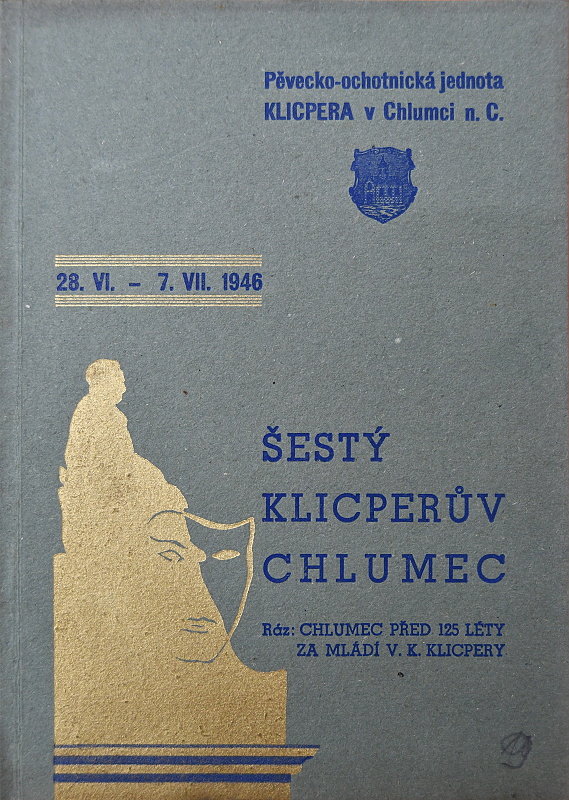 Pěvecko-ochotnická jednota
KLICPERA v Chlumci n. C.
28. VI. – 7. VII. 1946
ŠESTÝ
KLICPERŮV
CHLUMEC
Ráz: CHLUMEC PŘED 125 LÉTY
ZA MLÁDÍ V. K. KLICPERY